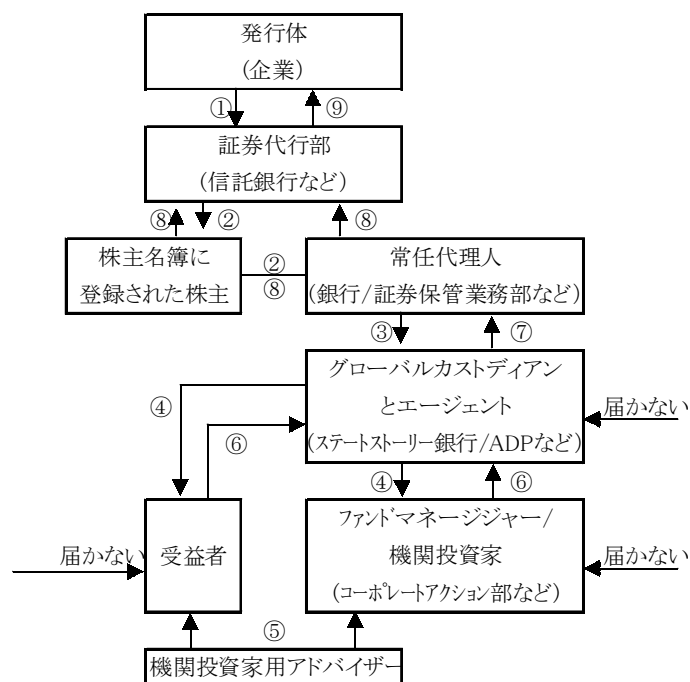 発行体
(企業)
①
⑨
証券代行部
(信託銀行など)
⑧
②
⑧
株主名簿に
登録された株主
②
⑧
常任代理人
(銀行/証券保管業務部など)
③
⑦
グローバルカストディアン
とエージェント
(ステートストーリー銀行/ADPなど)
届かない
④
⑥
④
⑥
届かない
受益者
ファンドマネージジャー/
機関投資家
(コーポレートアクション部など)
届かない
⑤
機関投資家用アドバイザー